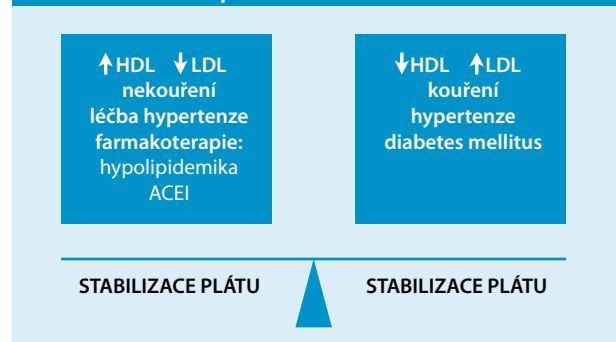 ↑HDL ↓LDL
nekouření
léčba hypertenze
farmakoterapie:
hypolipidemika
ACEI
↓HDL ↑LDL
kouření
hypertenze
diabetes mellitus
STABILIZACE PLÁTU
STABILIZACE PLÁTU